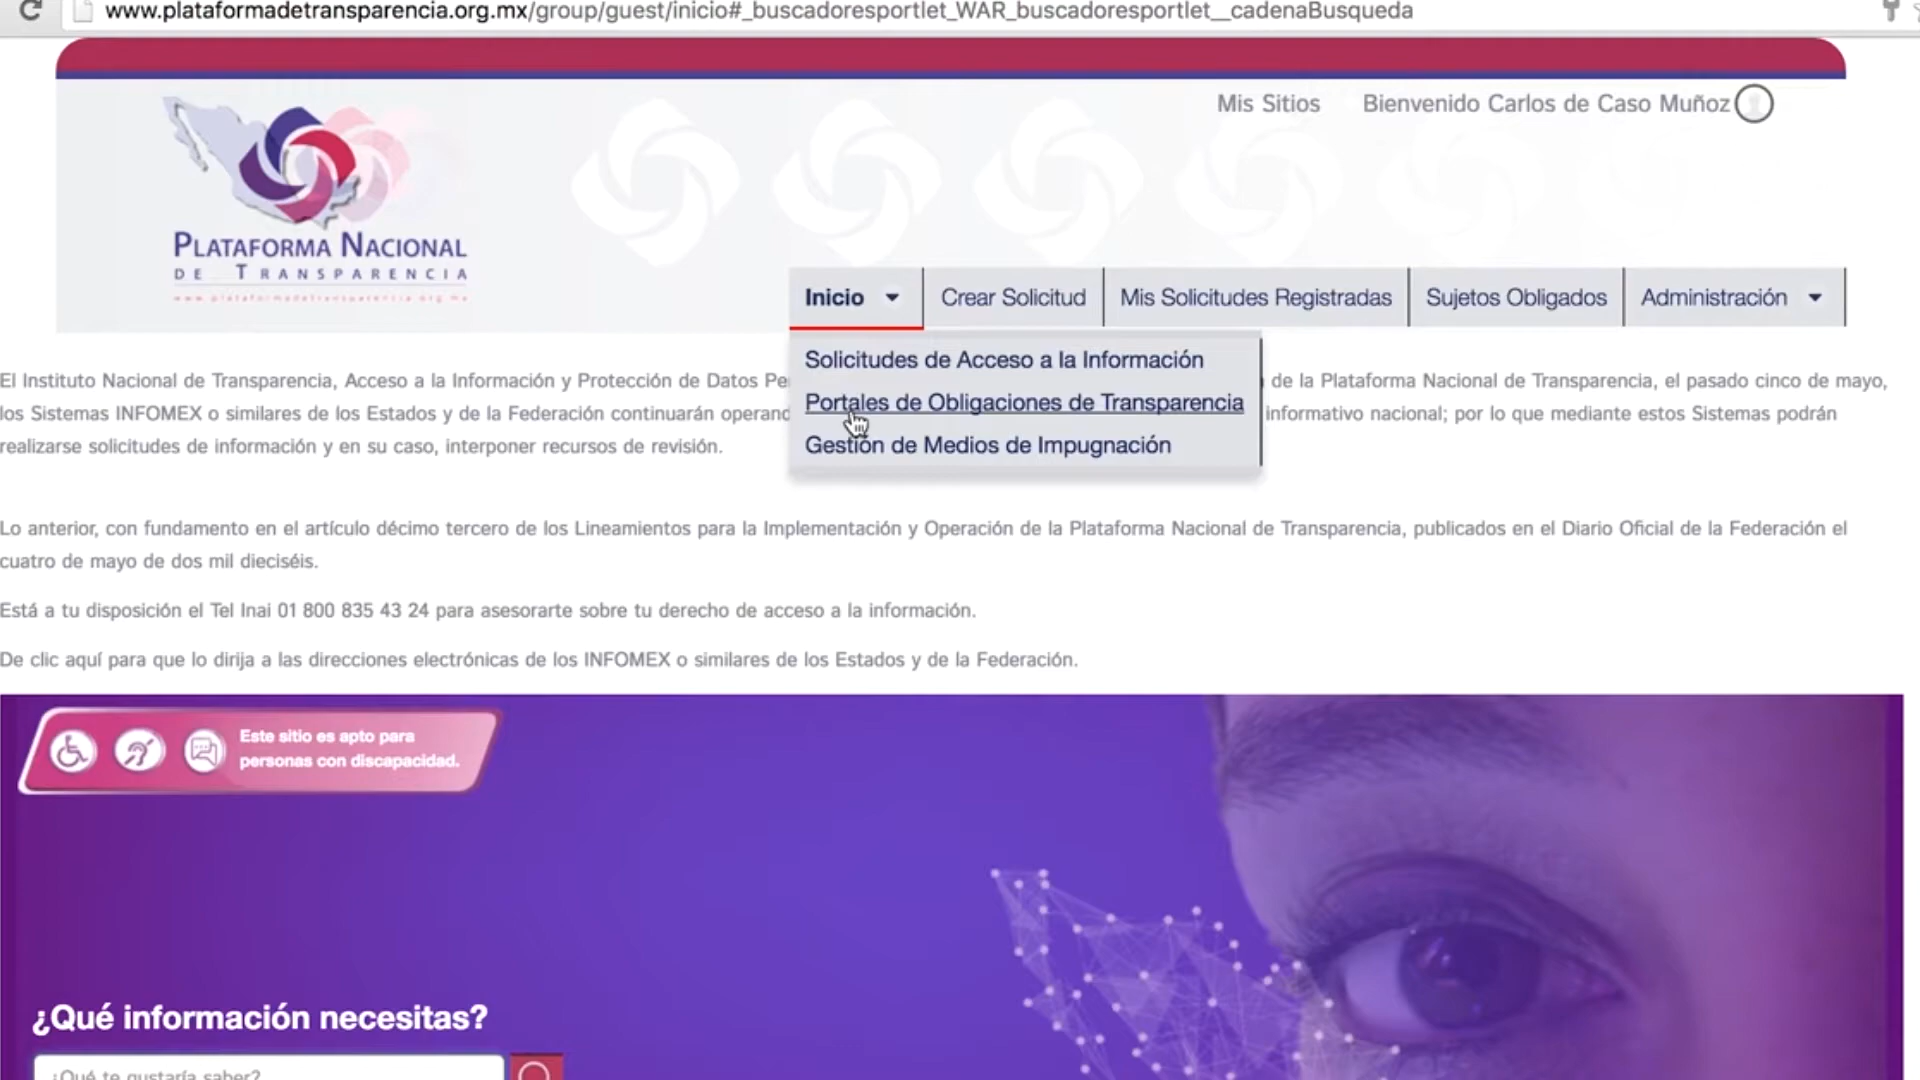 www.plataformadetransparencia.org.mx/group/guest/inicio#_buscadoresportlet_WAR_buscadoresportlet__cadenaBusqueda
Mis Sitios Bienvenido Carlos de Caso Muñoz
PLATAFORMA NACIONAL
DE TRANSPARENCIA
www.plataformadetransparencia.org.mx
Inicio Crear Solicitud Mis Solicitudes Registradas Sujetos Obligados Administración
Solicitudes de Acceso a la Información
Portales de Obligaciones de Transparencia
Gestión de Medios de Impugnación
El Instituto Nacional de Transparencia, Acceso a la Información y Protección de Datos Pe de la Plataforma Nacional de Transparencia, el pasado cinco de mayo,
los Sistemas INFOMEX o similares de los Estados y de la Federación continuarán operand informativo nacional; por lo que mediante estos Sistemas podrán
realizarse solicitudes de información y en su caso, interponer recursos de revisión.
Lo anterior, con fundamento en el artículo décimo tercero de los Lineamientos para la Implementación y Operación de la Plataforma Nacional de Transparencia, publicados en el Diario Oficial de la Federación el
cuatro de mayo de dos mil dieciséis.
Está a tu disposición el Tel Inai 01 800 835 43 24 para asesorarte sobre tu derecho de acceso a la información.
De clic aquí para que lo dirija a las direcciones electrónicas de los INFOMEX o similares de los Estados y de la Federación.
Este sitio es apto para
personas con discapacidad.
¿Qué información necesitas?
¿Qué te gustaría saber?